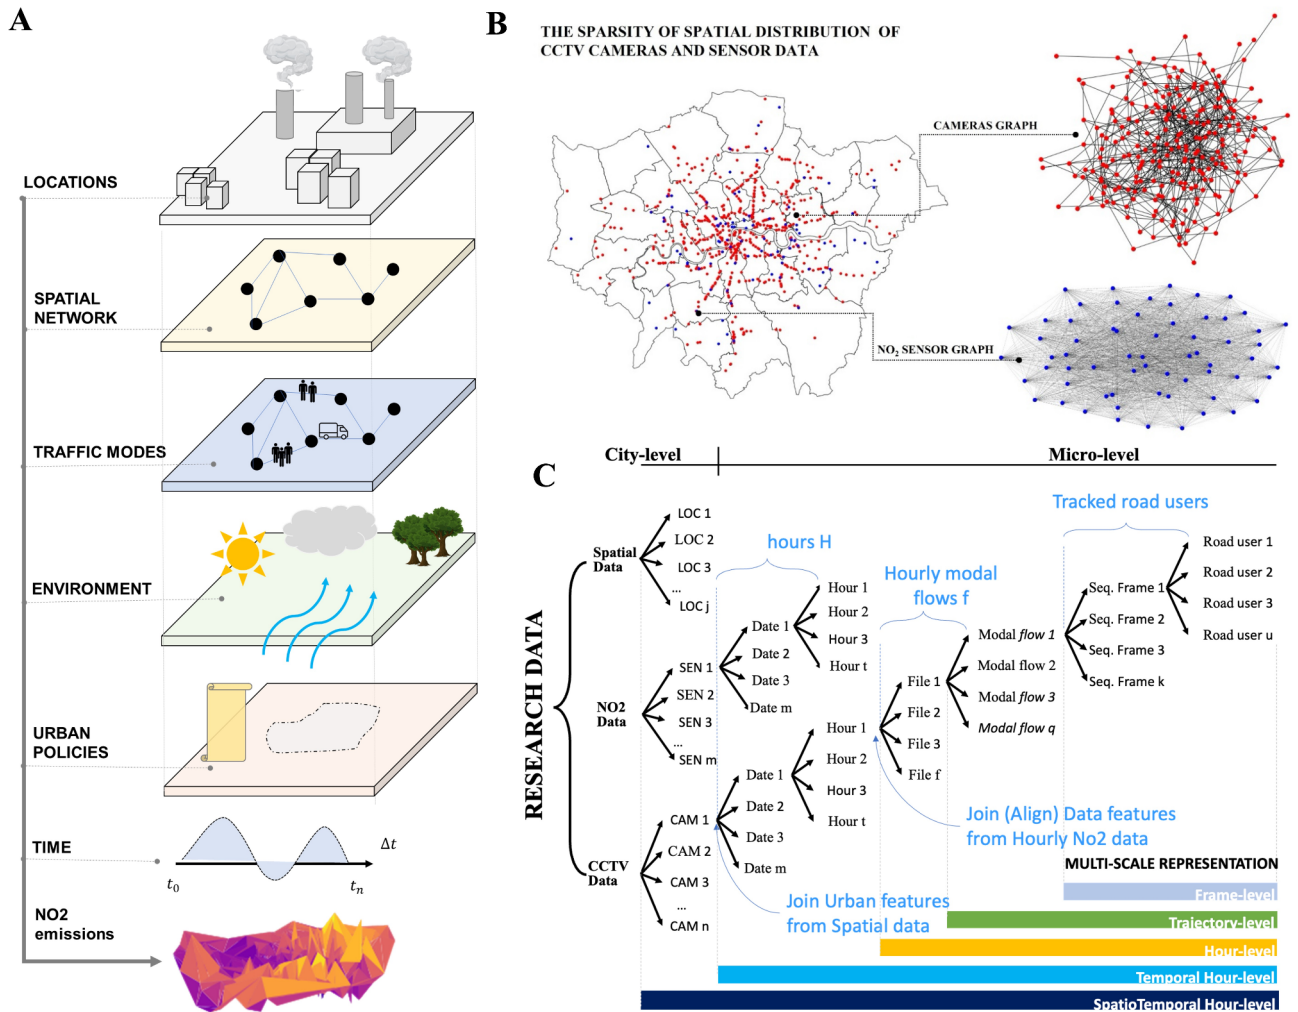 A
LOCATIONS
SPATIAL
NETWORK
TRAFFIC MODES
ENVIRONMENT
URBAN
POLICIES
TIME
Δt
t0
tn
NO2
emissions
B
THE SPARSITY OF SPATIAL DISTRIBUTION OF
CCTV CAMERAS AND SENSOR DATA
CAMERAS GRAPH
NO₂ SENSOR GRAPH
City-level
Micro-level
C
RESEARCH DATA
Spatial
Data
LOC 1
LOC 2
LOC 3
...
LOC j
NO2
Data
SEN 1
SEN 2
SEN 3
...
SEN m
CCTV
Data
CAM 1
CAM 2
CAM 3
...
CAM n
hours H
Date 1
Date 2
Date 3
Date m
Hour 1
Hour 2
Hour 3
Hour t
Date 1
Date 2
Date 3
Date m
Hour 1
Hour 2
Hour 3
Hour t
Hourly modal
flows f
File 1
File 2
File 3
File f
Modal flow 1
Modal flow 2
Modal flow 3
Modal flow q
Tracked road users
Seq. Frame 1
Seq. Frame 2
Seq. Frame 3
Seq. Frame k
Road user 1
Road user 2
Road user 3
Road user u
Join (Align) Data features
from Hourly No2 data
Join Urban features
from Spatial data
MULTI-SCALE REPRESENTATION
Frame-level
Trajectory-level
Hour-level
Temporal Hour-level
SpatioTemporal Hour-level